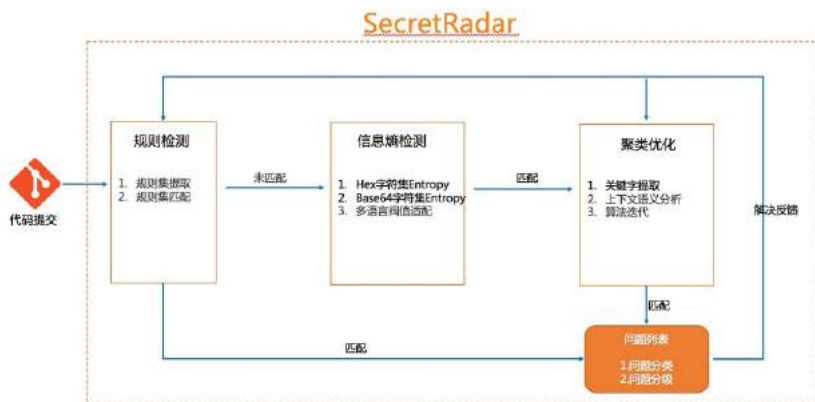 SecretRadar
规则检测
1. 规则集提取
2. 规则集匹配
代码提交
未匹配
信息熵检测
1. Hex字符集Entropy
2. Base64字符集Entropy
3. 多语言阀值适配
匹配
聚类优化
1. 关键字提取
2. 上下文语义分析
3. 算法迭代
解决反馈
匹配
匹配
问题列表
1.问题分类
2.问题分级